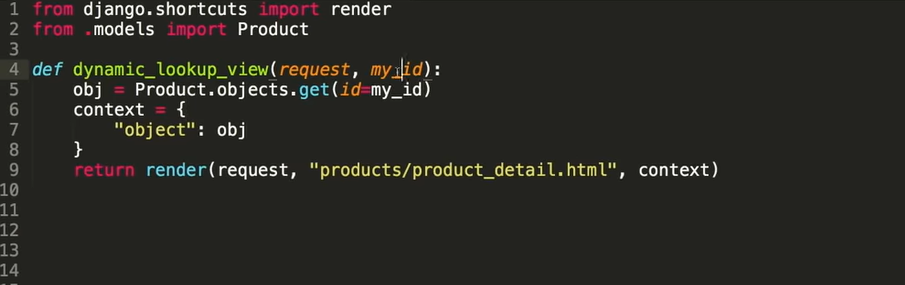 1 from django.shortcuts import render
2 from .models import Product
3
4 def dynamic_lookup_view(request, my_id):
5     obj = Product.objects.get(id=my_id)
6     context = {
7         "object": obj
8     }
9     return render(request, "products/product_detail.html", context)
10
11
12
13
14